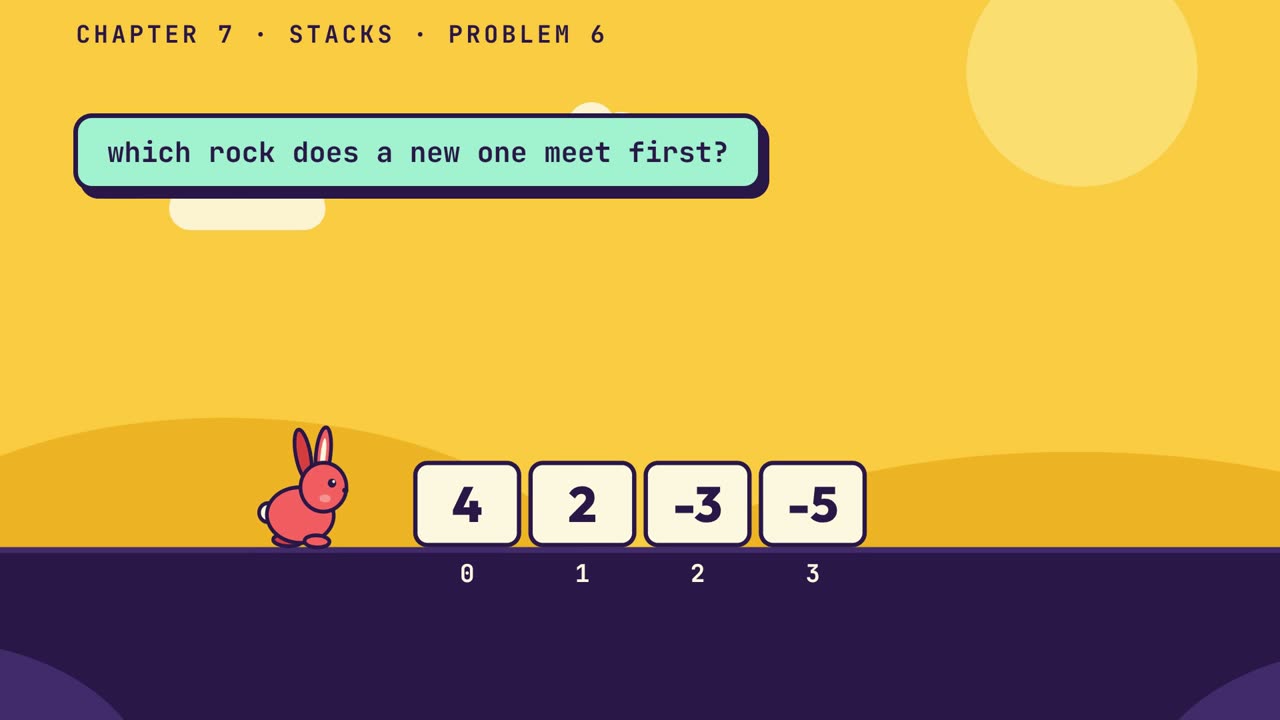 CHAPTER 7 · STACKS · PROBLEM 6
which rock does a new one meet first?
4 2 -3 -5
0 1 2 3